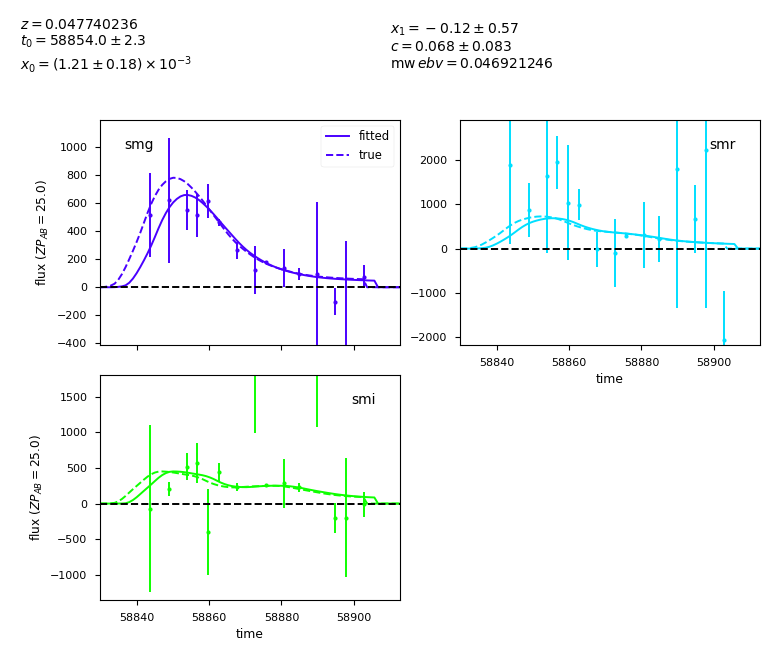 z = 0.047740236
t₀ = 58854.0 ± 2.3
x₀ = (1.21 ± 0.18) × 10⁻³
x₁ = −0.12 ± 0.57
c = 0.068 ± 0.083
mw ebv = 0.046921246
smg
fitted
true
1000
800
600
400
200
0
−200
−400
flux (ZP_AB = 25.0)
smr
2000
1000
0
−1000
−2000
58840 58860 58880 58900
time
smi
1500
1000
500
0
−500
−1000
flux (ZP_AB = 25.0)
58840 58860 58880 58900
time